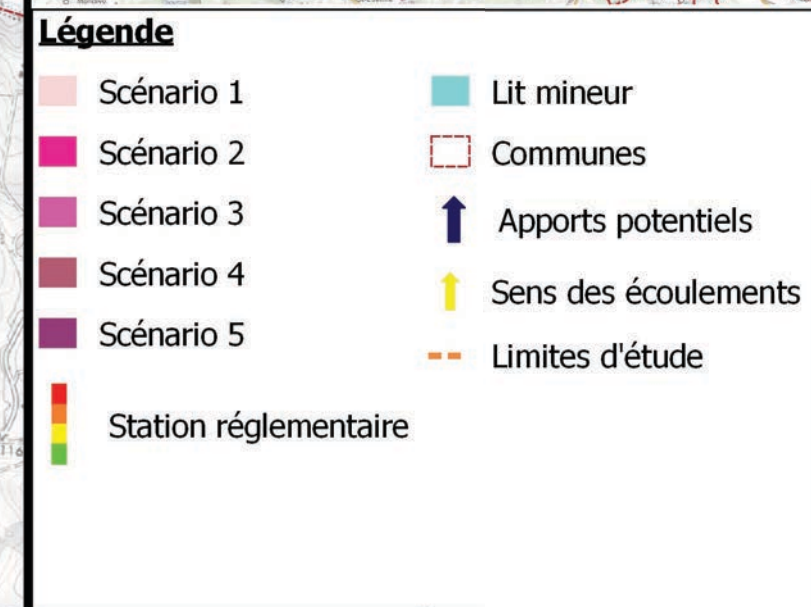 Légende
Scénario 1
Scénario 2
Scénario 3
Scénario 4
Scénario 5
Station réglementaire
Lit mineur
Communes
Apports potentiels
Sens des écoulements
Limites d'étude